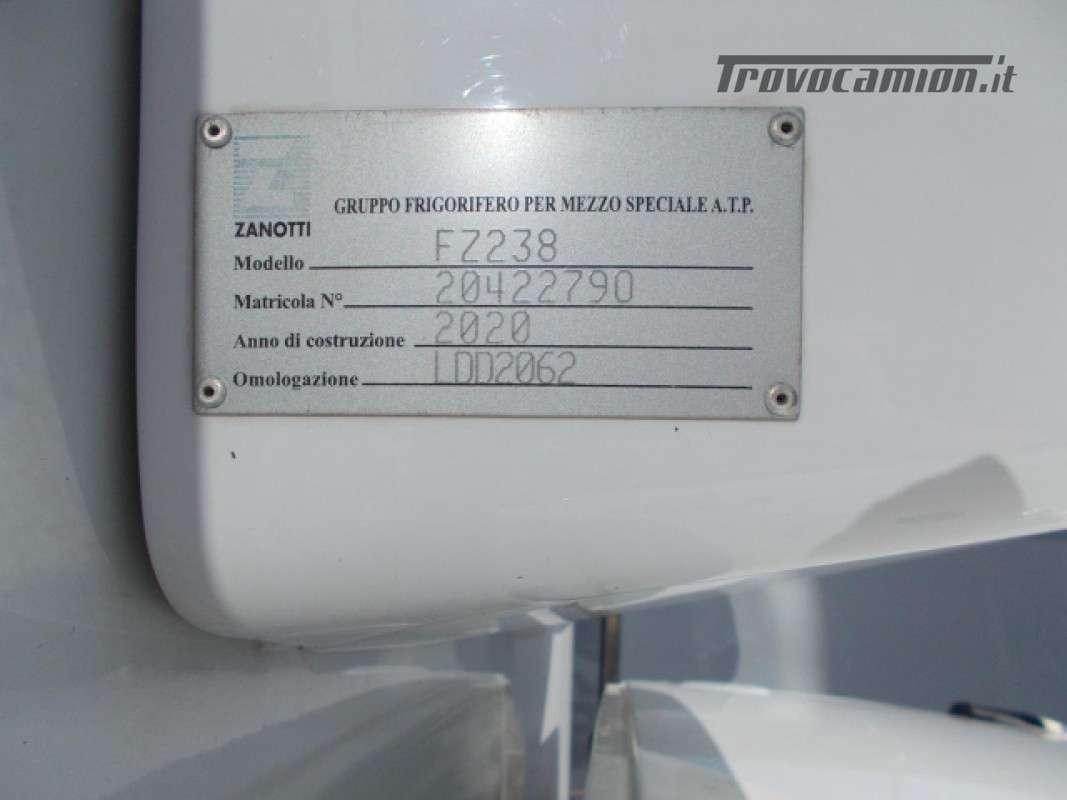 Trovocamion.it
GRUPPO FRIGORIFERO PER MEZZO SPECIALE A.T.P.
ZANOTTI
Modello FZ238
Matricola N° 20422790
Anno di costruzione 2020
Omologazione LDD2062